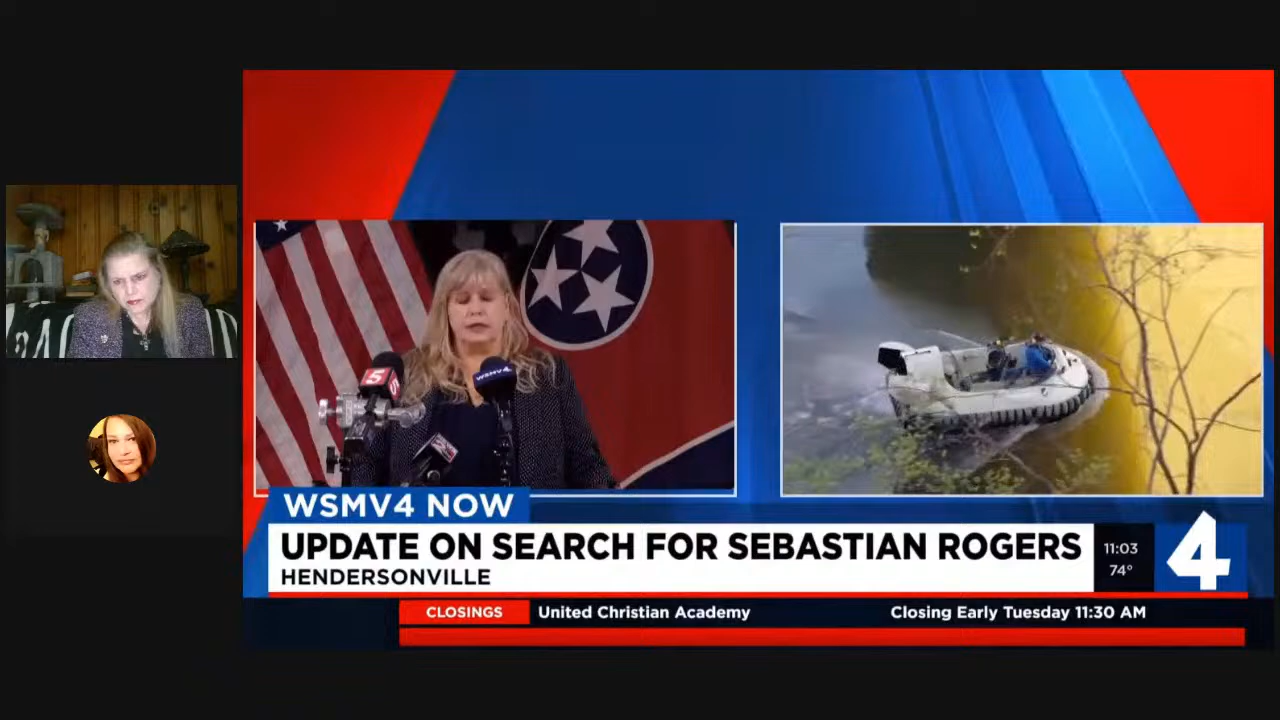 5
5
WSMV4
WSMV4 NOW
UPDATE ON SEARCH FOR SEBASTIAN ROGERS
HENDERSONVILLE
11:03
74°
4
CLOSINGS United Christian Academy Closing Early Tuesday 11:30 AM